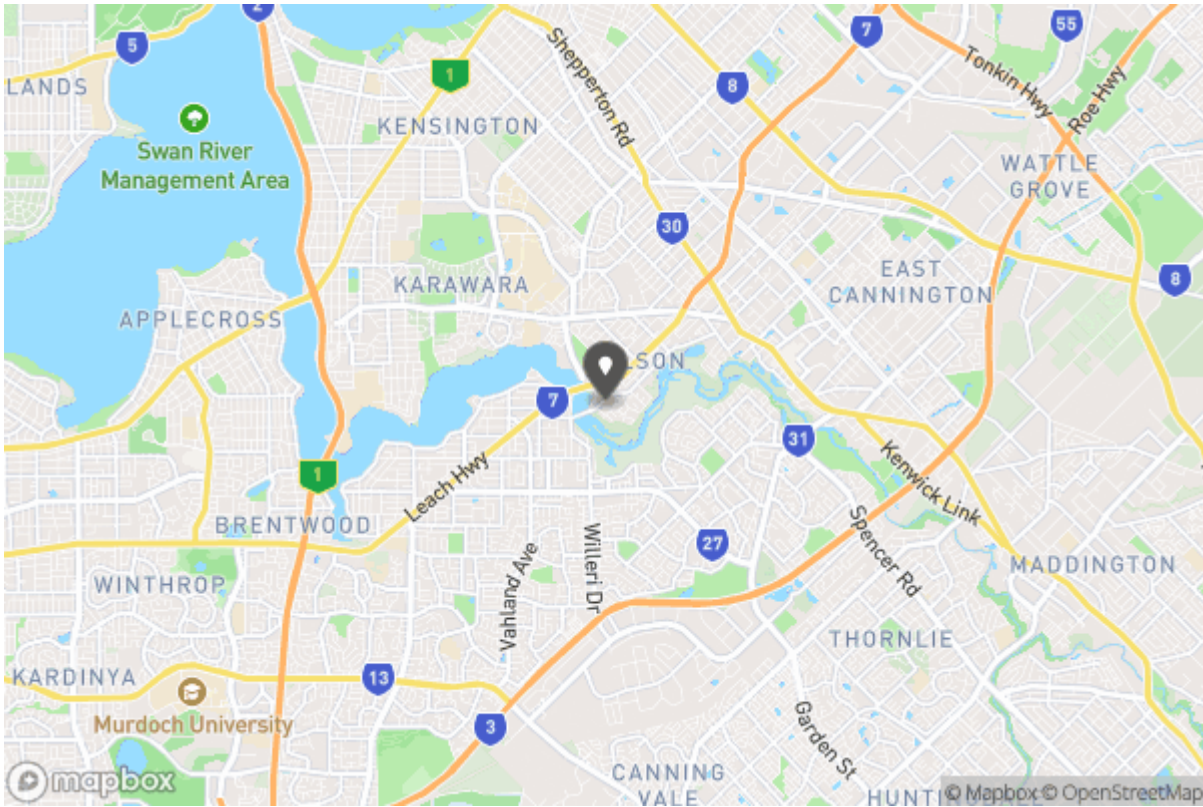 2
5
1
7
55
LANDS
Shepperton Rd
8
Tonkin Hwy
Roe Hwy
KENSINGTON
Swan River
Management Area
WATTLE
GROVE
30
KARAWARA
EAST
CANNINGTON
8
APPLECROSS
LSON
7
31
Leach Hwy
Kenwick Link
1
BRENTWOOD
Spencer Rd
27
Willeri Dr
Vahland Ave
MADDINGTON
WINTHROP
THORNLIE
KARDINYA
13
Murdoch University
3
Garden St
CANNING
VALE
HUNTI
mapbox
© Mapbox © OpenStreetMap